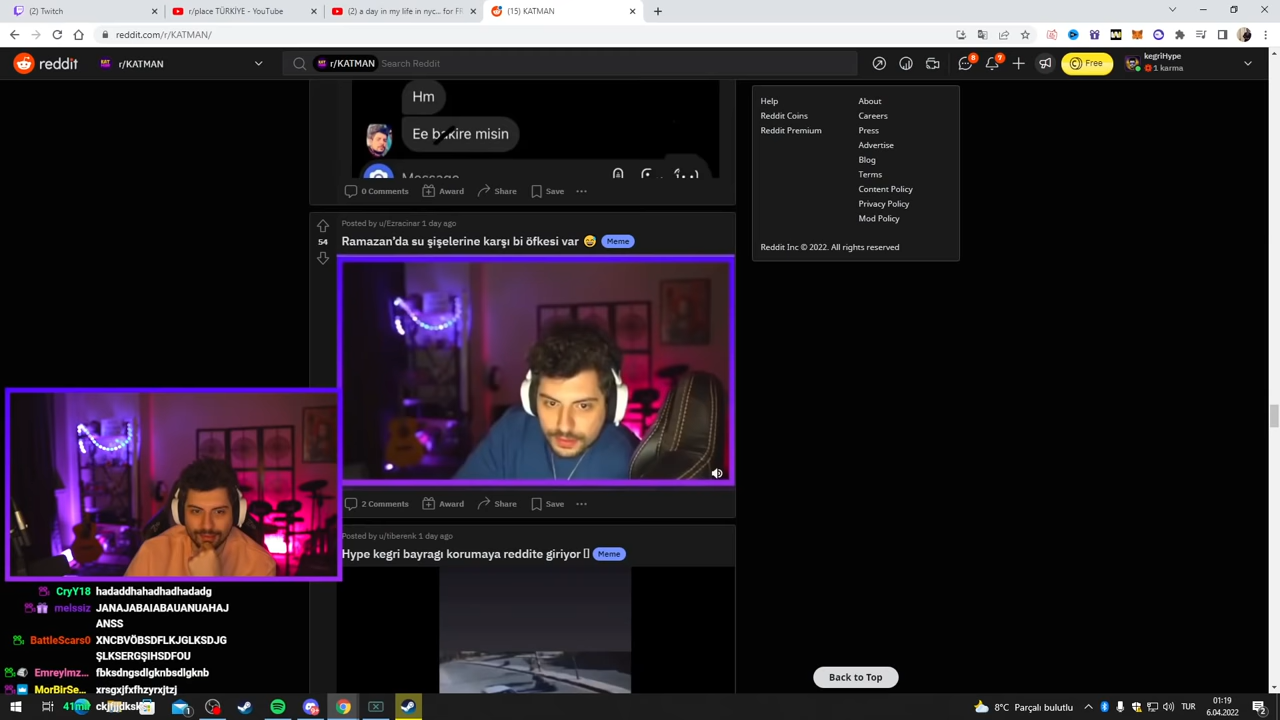 (2) Twitch
r/place TÜRKİYE - YouTube
(2) a day in my life in nyc... for FR
(15) KATMAN
reddit.com/r/KATMAN/
reddit
r/KATMAN
r/KATMAN Search Reddit
8
7
Free
kegriHype
1 karma
Hm
Ee bakire misin
Message
0 Comments Award Share Save
Help About
Reddit Coins Careers
Reddit Premium Press
Advertise
Blog
Terms
Content Policy
Privacy Policy
Mod Policy
Reddit Inc © 2022. All rights reserved
Posted by u/Ezracinar 1 day ago
54
Ramazan'da su şişelerine karşı bi öfkesi var 😅 Meme
2 Comments Award Share Save
Posted by u/tiberenk 1 day ago
Hype kegri bayragı korumaya reddite giriyor [] Meme
CryY18 hadaddhahadhadhadadg
melssiz JANAJABAIABAUANUAHAJ
ANSS
BattleScars0 XNCBVÖBSDFLKJGLKSDJG
ŞLKSERGŞIHSDFOU
Emreylmz... fbksdngsdlgknbsdlgknb
MorBirSe... xrsgxjfxfhzyrxjtzj
Back to Top
8°C Parçalı bulutlu
TUR
01:19
6.04.2022
2